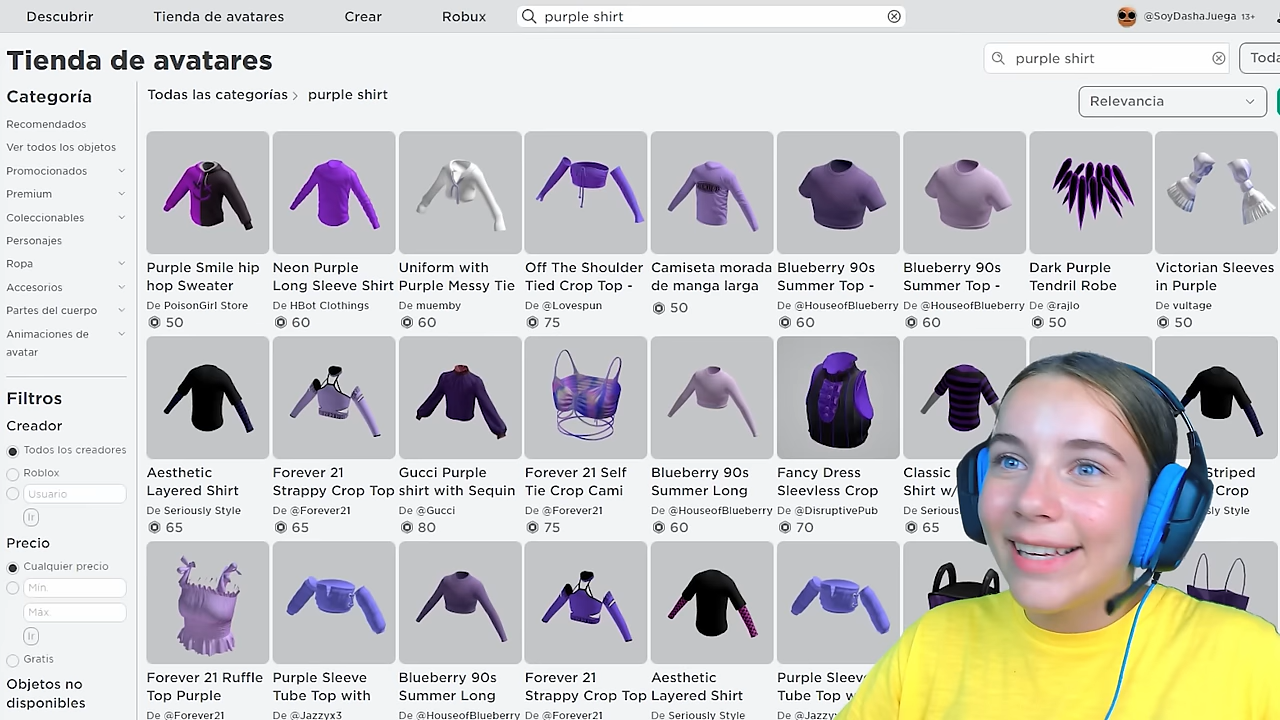 Descubrir
Tienda de avatares
Crear
Robux
purple shirt
@SoyDashaJuega 13+
Tienda de avatares
purple shirt
Toda
Categoría
Todas las categorías > purple shirt
Relevancia
Recomendados
Ver todos los objetos
Promocionados
Premium
Coleccionables
Personajes
Ropa
Accesorios
Partes del cuerpo
Animaciones de
avatar
Filtros
Creador
Todos los creadores
Roblox
Usuario
Ir
Precio
Cualquier precio
Min.
Max.
Ir
Gratis
Objetos no
disponibles
Purple Smile hip
hop Sweater
De PoisonGirl Store
50
Neon Purple
Long Sleeve Shirt
De HBot Clothings
60
Uniform with
Purple Messy Tie
De muemby
60
Off The Shoulder
Tied Crop Top -
De @Lovespun
75
Camiseta morada
de manga larga
50
Blueberry 90s
Summer Top -
De @HouseofBlueberry
60
Blueberry 90s
Summer Top -
De @HouseofBlueberry
60
Dark Purple
Tendril Robe
De @rajlo
50
Victorian Sleeves
in Purple
De vultage
50
Aesthetic
Layered Shirt
De Seriously Style
65
Forever 21
Strappy Crop Top
De @Forever21
65
Gucci Purple
shirt with Sequin
De @Gucci
80
Forever 21 Self
Tie Crop Cami
De @Forever21
75
Blueberry 90s
Summer Long
De @HouseofBlueberry
60
Fancy Dress
Sleevless Crop
De @DisruptivePub
70
Classic
Shirt w/
De Serious
65
Striped
Crop
sly Style
Forever 21 Ruffle
Top Purple
De @Forever21
Purple Sleeve
Tube Top with
De @Jazzyx3
Blueberry 90s
Summer Long
De @HouseofBlueberry
Forever 21
Strappy Crop Top
De @Forever21
Aesthetic
Layered Shirt
De Seriously Style
Purple Sleeve
Tube Top w
De @Jazzy